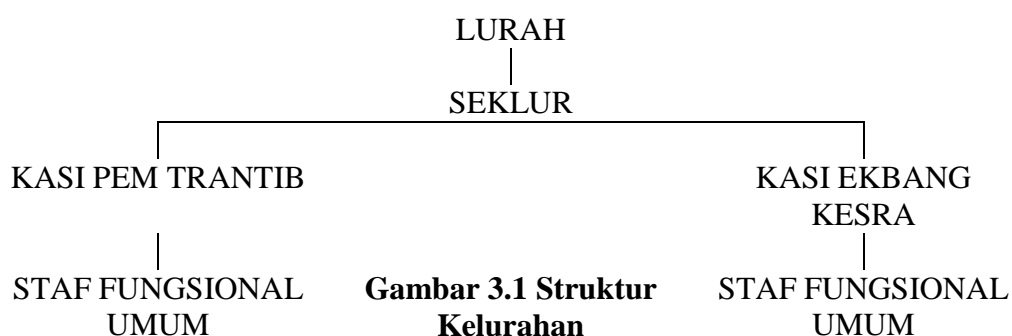 LURAH
SEKLUR
KASI PEM TRANTIB
KASI EKBANG
KESRA
STAF FUNGSIONAL
UMUM
Gambar 3.1 Struktur
Kelurahan
STAF FUNGSIONAL
UMUM